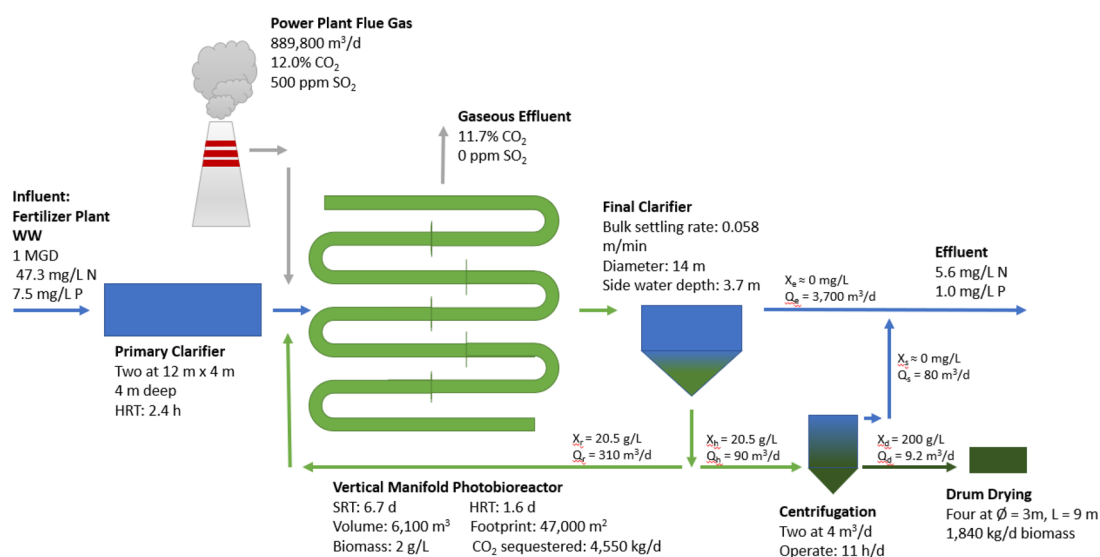 Power Plant Flue Gas
889,800 m³/d
12.0% CO₂
500 ppm SO₂
Gaseous Effluent
11.7% CO₂
0 ppm SO₂
Influent:
Fertilizer Plant
WW
1 MGD
47.3 mg/L N
7.5 mg/L P
Primary Clarifier
Two at 12 m x 4 m
4 m deep
HRT: 2.4 h
Final Clarifier
Bulk settling rate: 0.058
m/min
Diameter: 14 m
Side water depth: 3.7 m
Xₑ ≈ 0 mg/L
Qₑ = 3,700 m³/d
Effluent
5.6 mg/L N
1.0 mg/L P
Xₛ ≈ 0 mg/L
Qₛ = 80 m³/d
Xᵣ = 20.5 g/L
Qᵣ = 310 m³/d
Xₕ = 20.5 g/L
Qₕ = 90 m³/d
X_d = 200 g/L
Q_d = 9.2 m³/d
Vertical Manifold Photobioreactor
SRT: 6.7 d HRT: 1.6 d
Volume: 6,100 m³ Footprint: 47,000 m²
Biomass: 2 g/L CO₂ sequestered: 4,550 kg/d
Centrifugation
Two at 4 m³/d
Operate: 11 h/d
Drum Drying
Four at Ø = 3m, L = 9 m
1,840 kg/d biomass